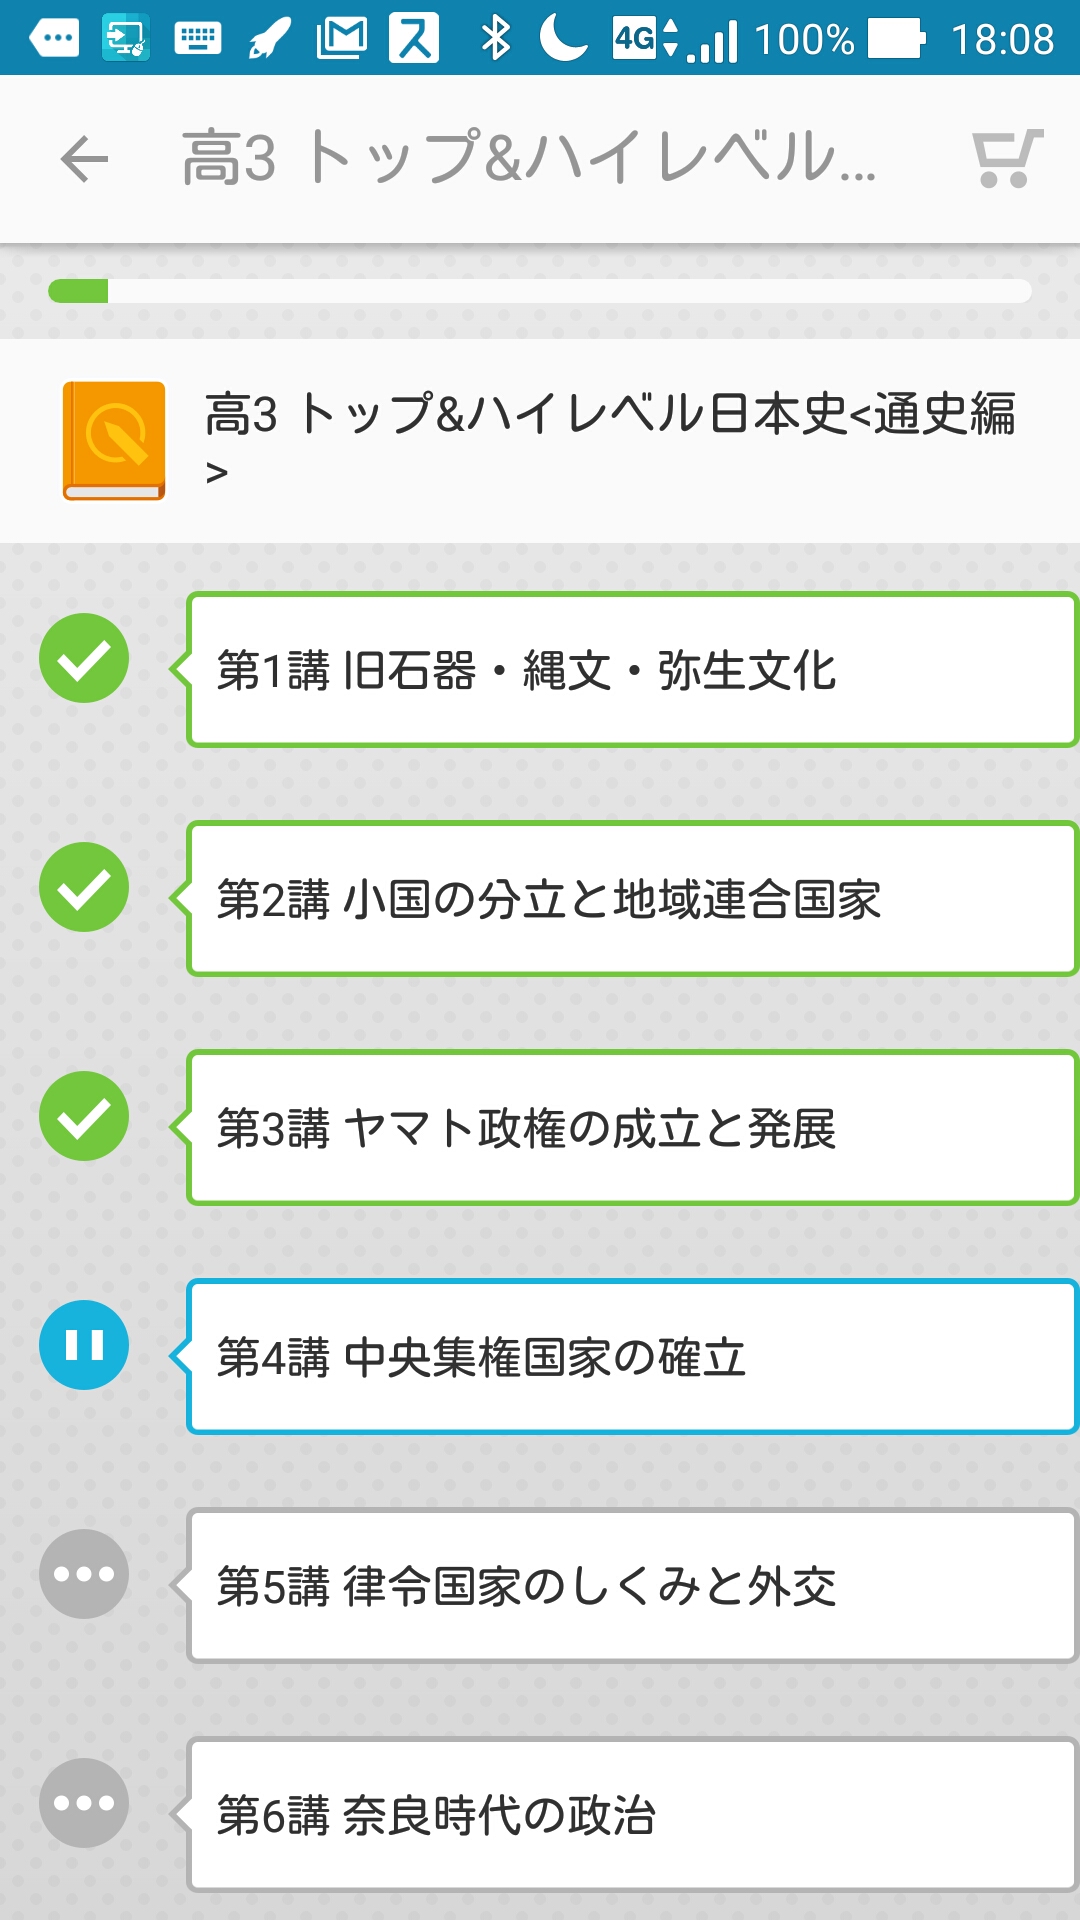 4G 100% 18:08
高3 トップ&ハイレベル...
高3 トップ&ハイレベル日本史<通史編
>
第1講 旧石器・縄文・弥生文化
第2講 小国の分立と地域連合国家
第3講 ヤマト政権の成立と発展
第4講 中央集権国家の確立
第5講 律令国家のしくみと外交
第6講 奈良時代の政治